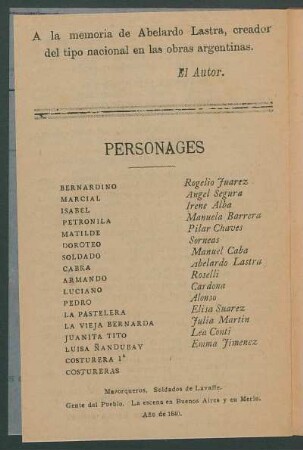 A la memoria de Abelardo Lastra, creador
del tipo nacional en las obras argentinas.
El Autor.
PERSONAGES
BERNARDINO Rogelio Juarez
MARCIAL Angel Segura
ISABEL Irene Alba
PETRONILA Manuela Barrera
MATILDE Pilar Chaves
DOROTEO Serneas
SOLDADO Manuel Caba
CABRA Abelardo Lastra
ARMANDO Roselli
LUCIANO Cardona
PEDRO Alonso
LA PASTELERA Elisa Suarez
LA VIEJA BERNARDA Julia Martin
JUANITA TITO Lea Conti
LUISA ÑANDUBAY Emma Jimenez
COSTURERA 1ª
COSTURERAS
Mazorqueros, Soldados de Lavalle.
Gente del Pueblo. La escena en Buenos Aires y en Merlo.
Año de 1840.